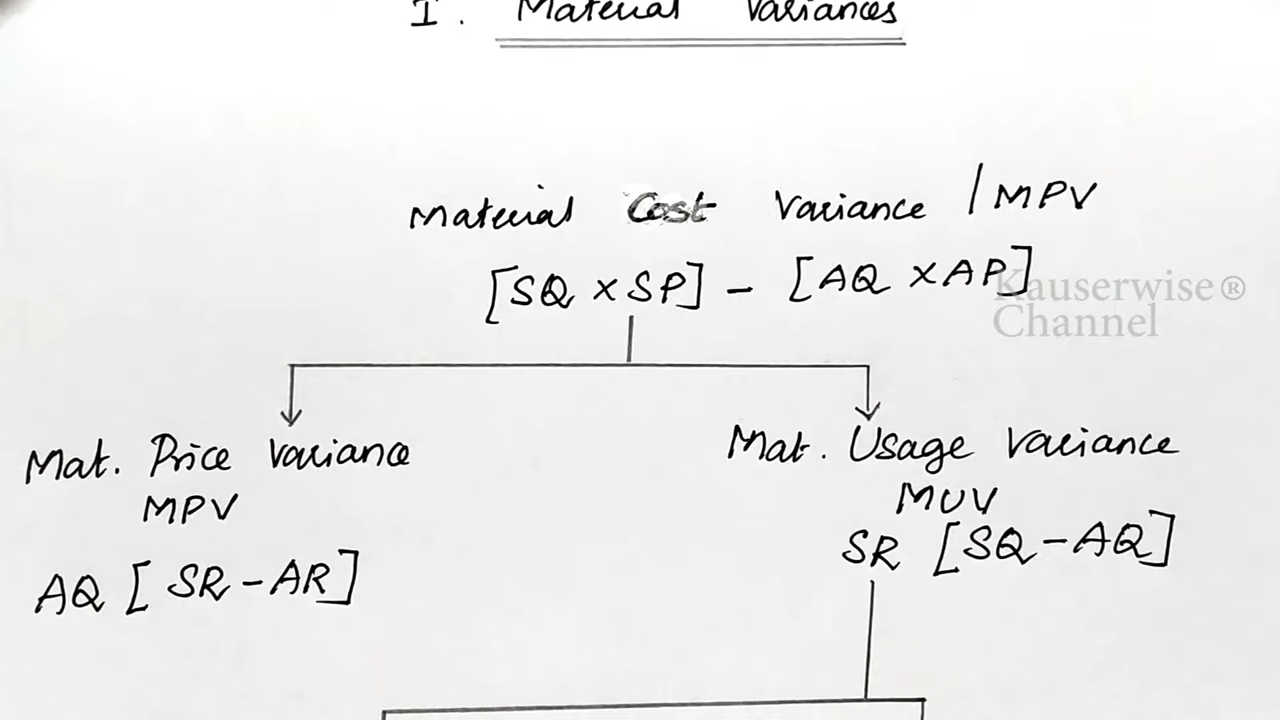 I. Material Variances
Material Cost Variance / MPV
[SQ × SP] - [AQ × AP]
Kauserwise®
Channel
Mat. Price Variance
MPV
AQ [SR - AR]
Mat. Usage Variance
MUV
SR [SQ - AQ]